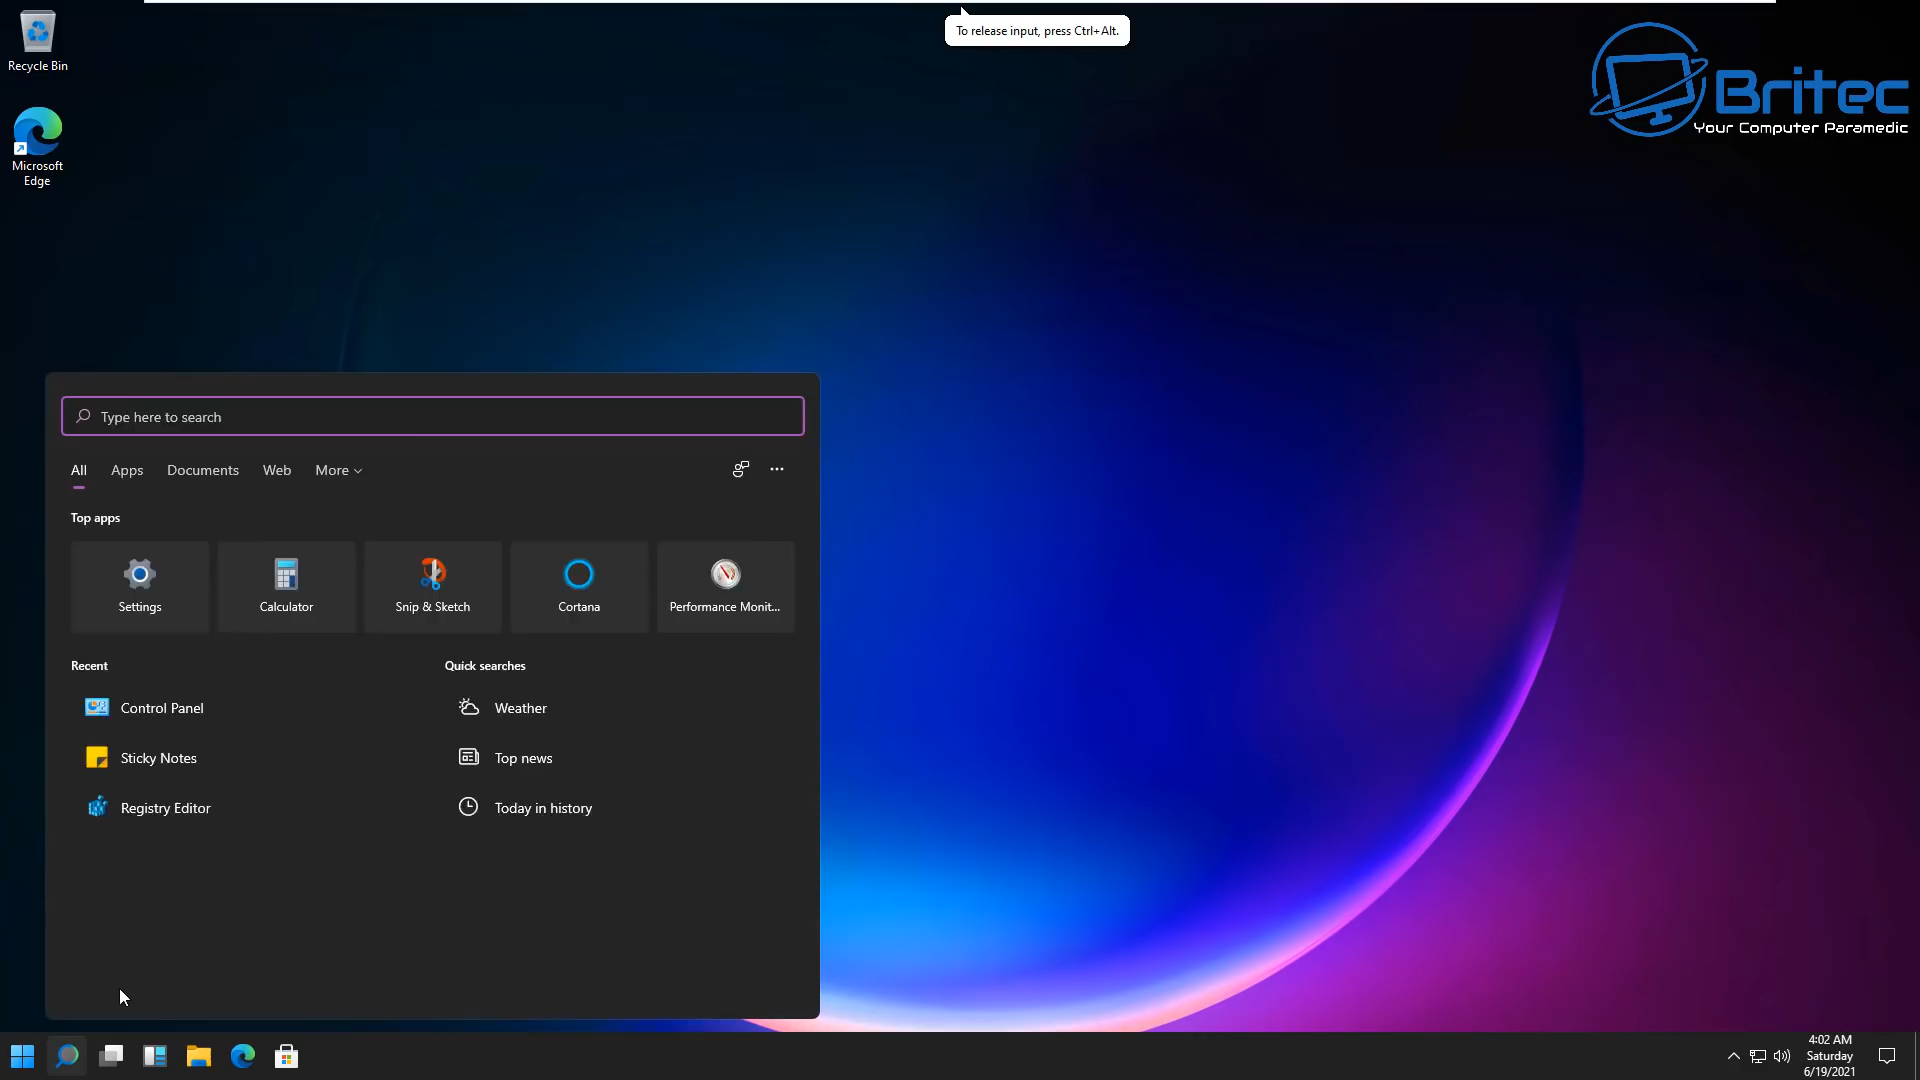 To release input, press Ctrl+Alt.
Recycle Bin
Microsoft
Edge
Britec
Your Computer Paramedic
Type here to search
All Apps Documents Web More
Top apps
Settings Calculator Snip & Sketch Cortana Performance Monit...
Recent Quick searches
Control Panel Weather
Sticky Notes Top news
Registry Editor Today in history
4:02 AM
Saturday
6/19/2021